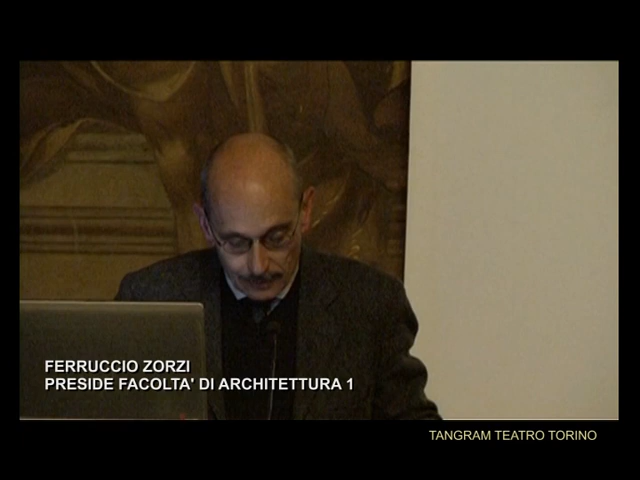 FERRUCCIO ZORZI
PRESIDE FACOLTA' DI ARCHITETTURA 1
TANGRAM TEATRO TORINO